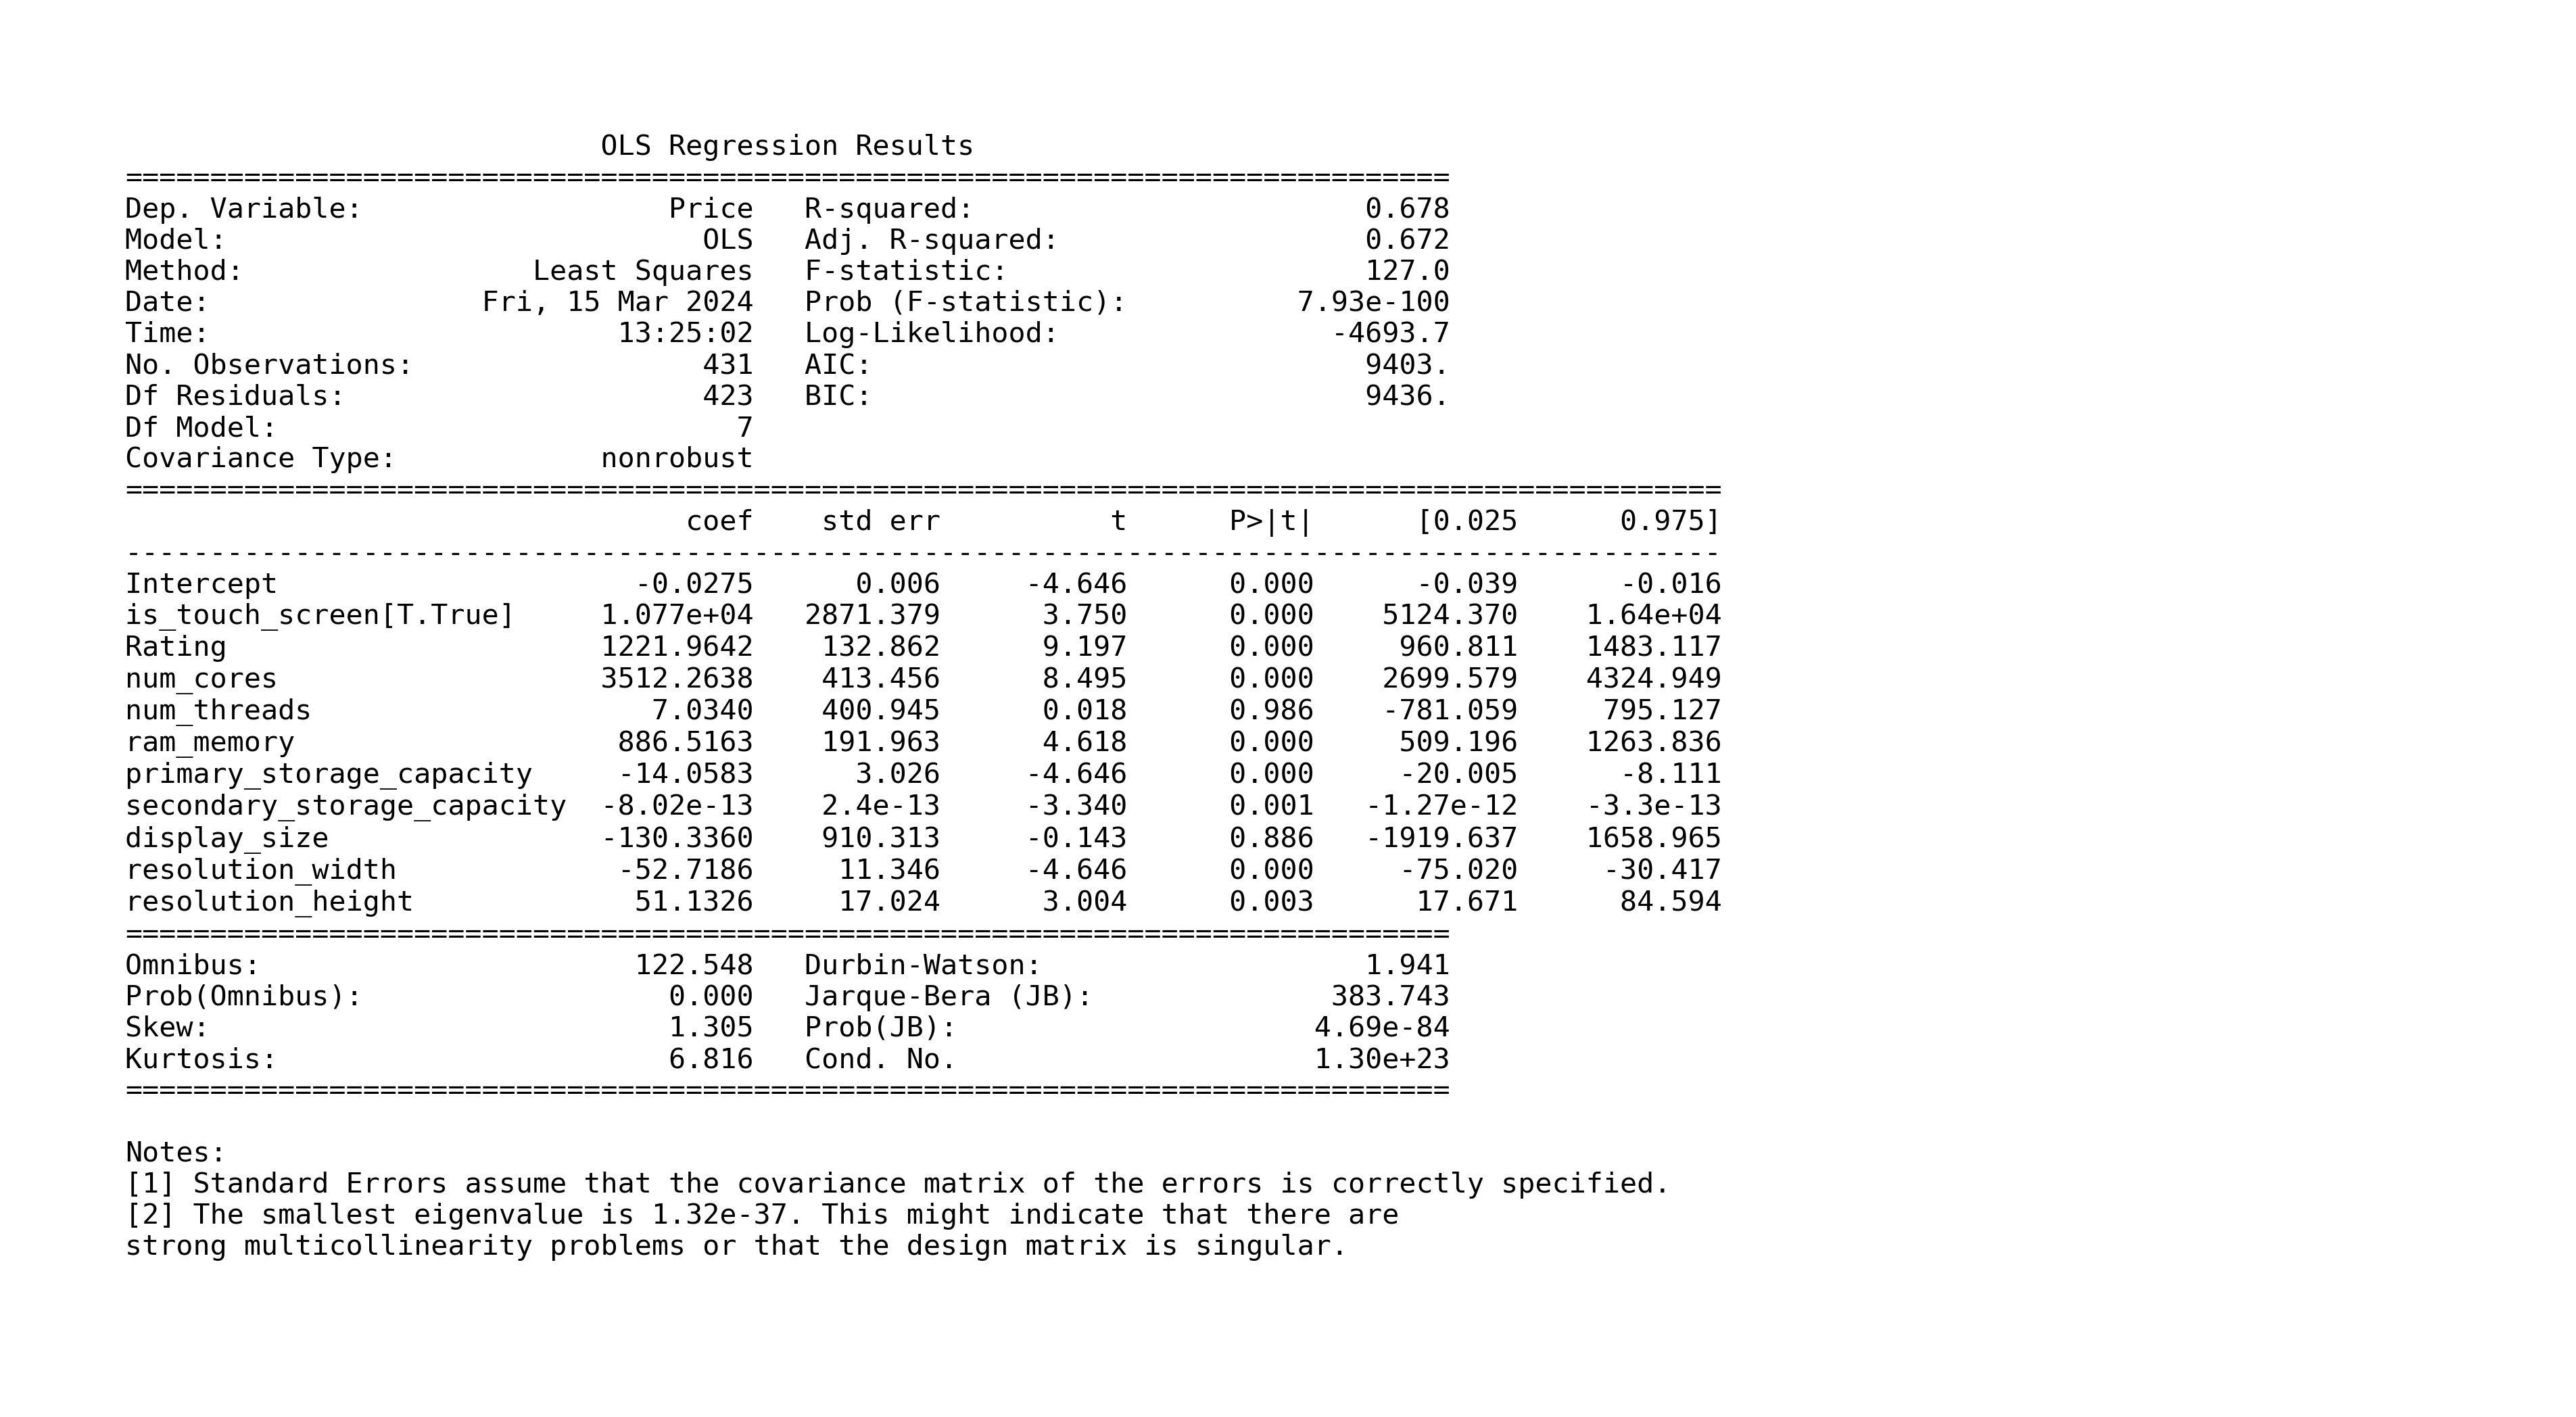 OLS Regression Results
==============================================================================
Dep. Variable:                  Price   R-squared:                       0.678
Model:                            OLS   Adj. R-squared:                  0.672
Method:                 Least Squares   F-statistic:                     127.0
Date:                Fri, 15 Mar 2024   Prob (F-statistic):          7.93e-100
Time:                        13:25:02   Log-Likelihood:                -4693.7
No. Observations:                 431   AIC:                             9403.
Df Residuals:                     423   BIC:                             9436.
Df Model:                           7
Covariance Type:            nonrobust
==============================================================================================
                                 coef    std err          t      P>|t|      [0.025      0.975]
----------------------------------------------------------------------------------------------
Intercept                     -0.0275      0.006     -4.646      0.000      -0.039      -0.016
is_touch_screen[T.True]     1.077e+04   2871.379      3.750      0.000    5124.370    1.64e+04
Rating                      1221.9642    132.862      9.197      0.000     960.811    1483.117
num_cores                   3512.2638    413.456      8.495      0.000    2699.579    4324.949
num_threads                    7.0340    400.945      0.018      0.986    -781.059     795.127
ram_memory                   886.5163    191.963      4.618      0.000     509.196    1263.836
primary_storage_capacity     -14.0583      3.026     -4.646      0.000     -20.005      -8.111
secondary_storage_capacity  -8.02e-13    2.4e-13     -3.340      0.001   -1.27e-12    -3.3e-13
display_size                -130.3360    910.313     -0.143      0.886   -1919.637    1658.965
resolution_width             -52.7186     11.346     -4.646      0.000     -75.020     -30.417
resolution_height             51.1326     17.024      3.004      0.003      17.671      84.594
==============================================================================
Omnibus:                      122.548   Durbin-Watson:                   1.941
Prob(Omnibus):                  0.000   Jarque-Bera (JB):              383.743
Skew:                           1.305   Prob(JB):                     4.69e-84
Kurtosis:                       6.816   Cond. No.                     1.30e+23
==============================================================================
Notes:
[1] Standard Errors assume that the covariance matrix of the errors is correctly specified.
[2] The smallest eigenvalue is 1.32e-37. This might indicate that there are
strong multicollinearity problems or that the design matrix is singular.